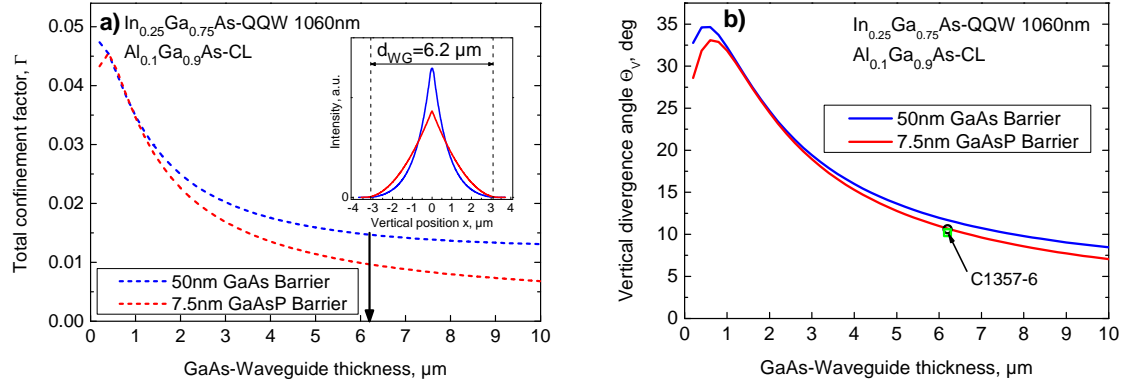 a)
In0.25Ga0.75As-QQW 1060nm
Al0.1Ga0.9As-CL
dWG=6.2 µm
Intensity, a.u.
0
-4 -3 -2 -1 0 1 2 3 4
Vertical position x, µm
Total confinement factor, Γ
0.05
0.04
0.03
0.02
0.01
0.00
50nm GaAs Barrier
7.5nm GaAsP Barrier
0 1 2 3 4 5 6 7 8 9 10
GaAs-Waveguide thickness, µm
b)
In0.25Ga0.75As-QQW 1060nm
Al0.1Ga0.9As-CL
Vertical divergence angle ΘV, deg
35
30
25
20
15
10
5
0
50nm GaAs Barrier
7.5nm GaAsP Barrier
C1357-6
0 1 2 3 4 5 6 7 8 9 10
GaAs-Waveguide thickness, µm